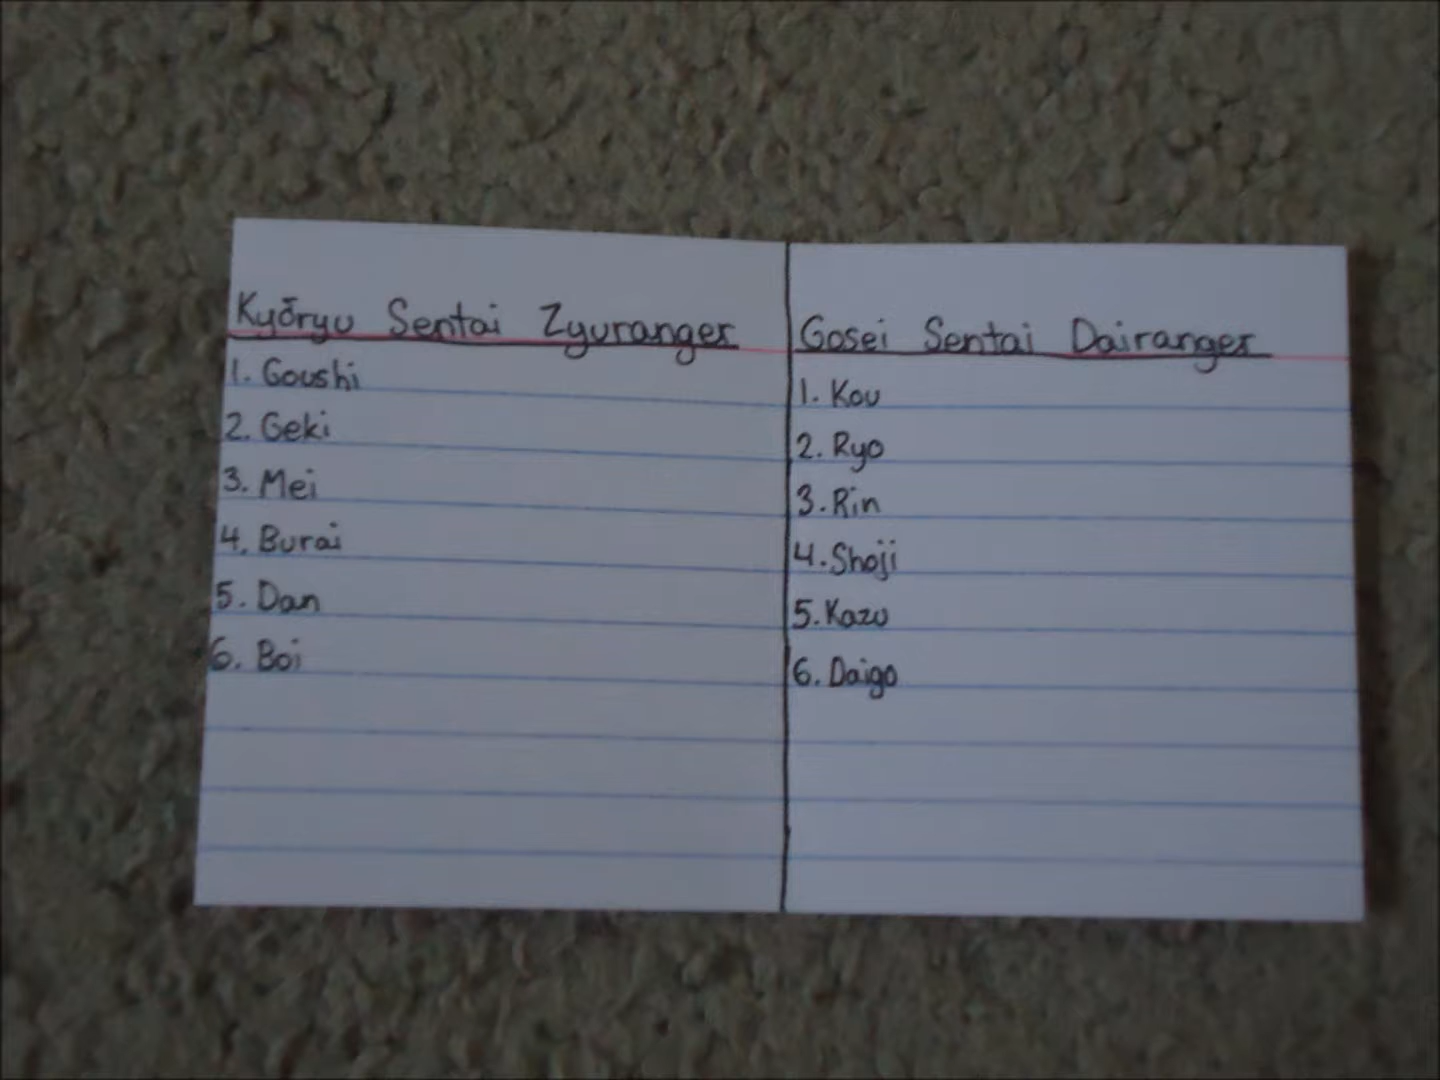 Kyōryu Sentai Zyuranger
1. Goushi
2. Geki
3. Mei
4. Burai
5. Dan
6. Boi
Gosei Sentai Dairanger
1. Kou
2. Ryo
3. Rin
4. Shoji
5. Kazu
6. Daigo